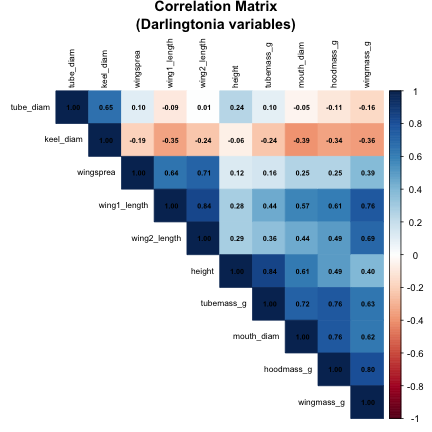 Correlation Matrix
(Darlingtonia variables)
tube_diam keel_diam wingsprea wing1_length wing2_length height tubemass_g mouth_diam hoodmass_g wingmass_g
tube_diam 1.00 0.65 0.10 -0.09 0.01 0.24 0.10 -0.05 -0.11 -0.16
keel_diam 1.00 -0.19 -0.35 -0.24 -0.06 -0.24 -0.39 -0.34 -0.36
wingsprea 1.00 0.64 0.71 0.12 0.16 0.25 0.25 0.39
wing1_length 1.00 0.84 0.28 0.44 0.57 0.61 0.76
wing2_length 1.00 0.29 0.36 0.44 0.49 0.69
height 1.00 0.84 0.61 0.49 0.40
tubemass_g 1.00 0.72 0.76 0.63
mouth_diam 1.00 0.76 0.62
hoodmass_g 1.00 0.80
wingmass_g 1.00
1
0.8
0.6
0.4
0.2
0
-0.2
-0.4
-0.6
-0.8
-1